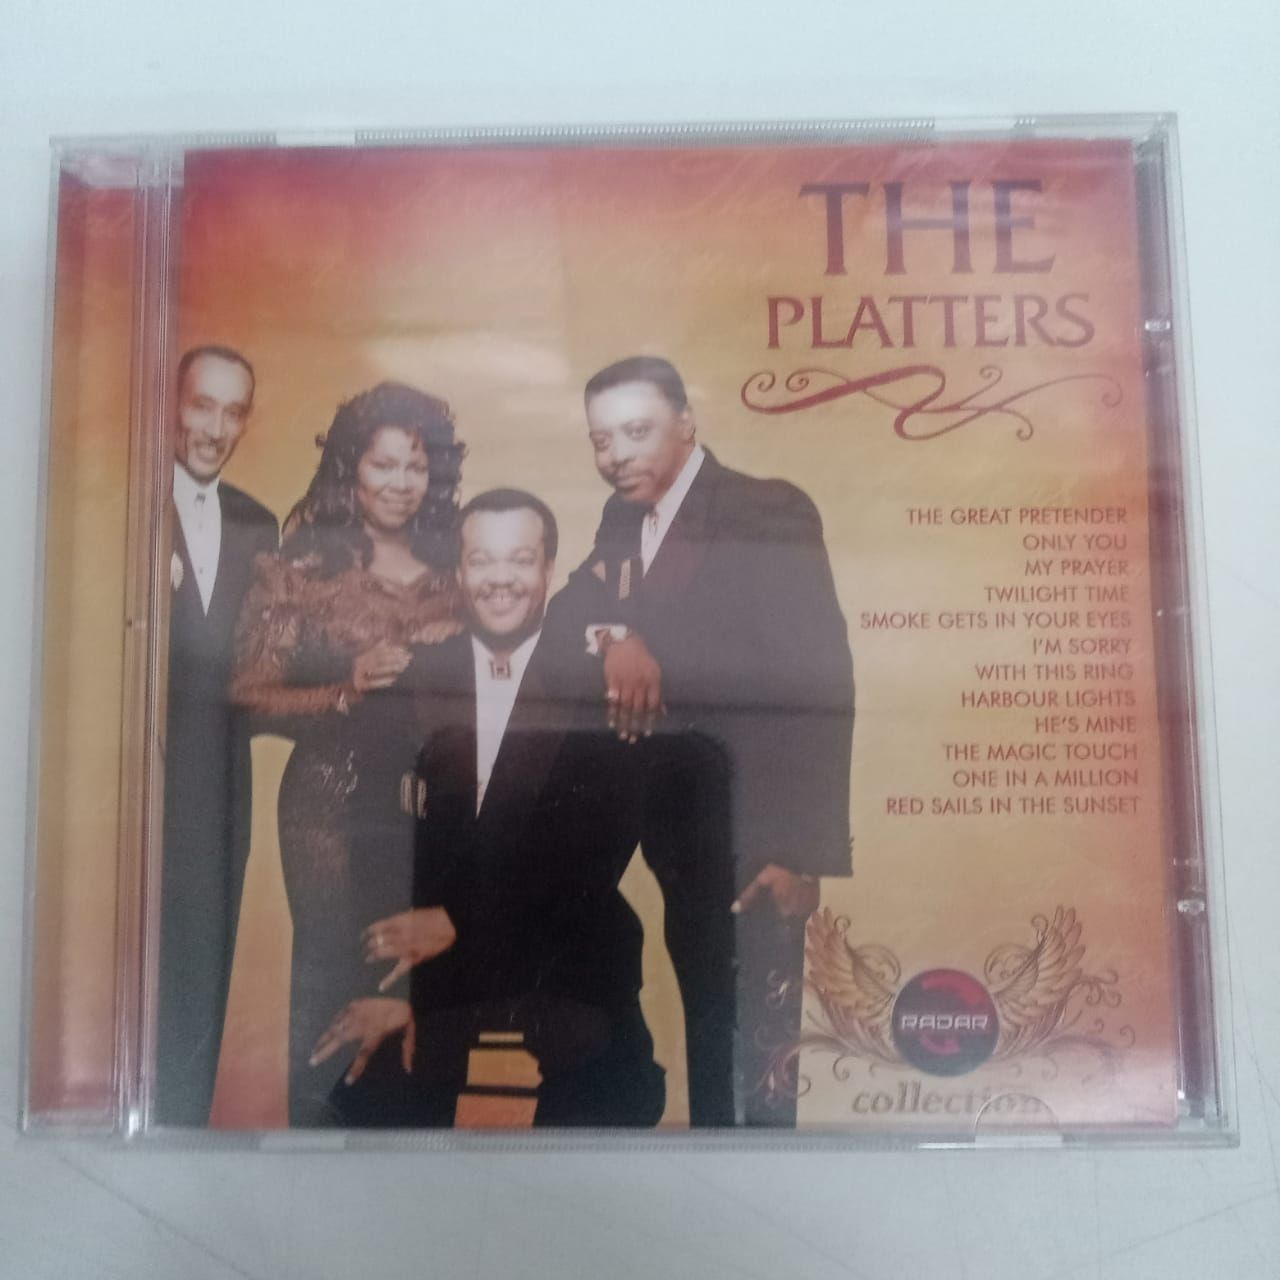 THE
PLATTERS
THE GREAT PRETENDER
ONLY YOU
MY PRAYER
TWILIGHT TIME
SMOKE GETS IN YOUR EYES
I'M SORRY
WITH THIS RING
HARBOUR LIGHTS
HE'S MINE
THE MAGIC TOUCH
ONE IN A MILLION
RED SAILS IN THE SUNSET
RADAR
collection